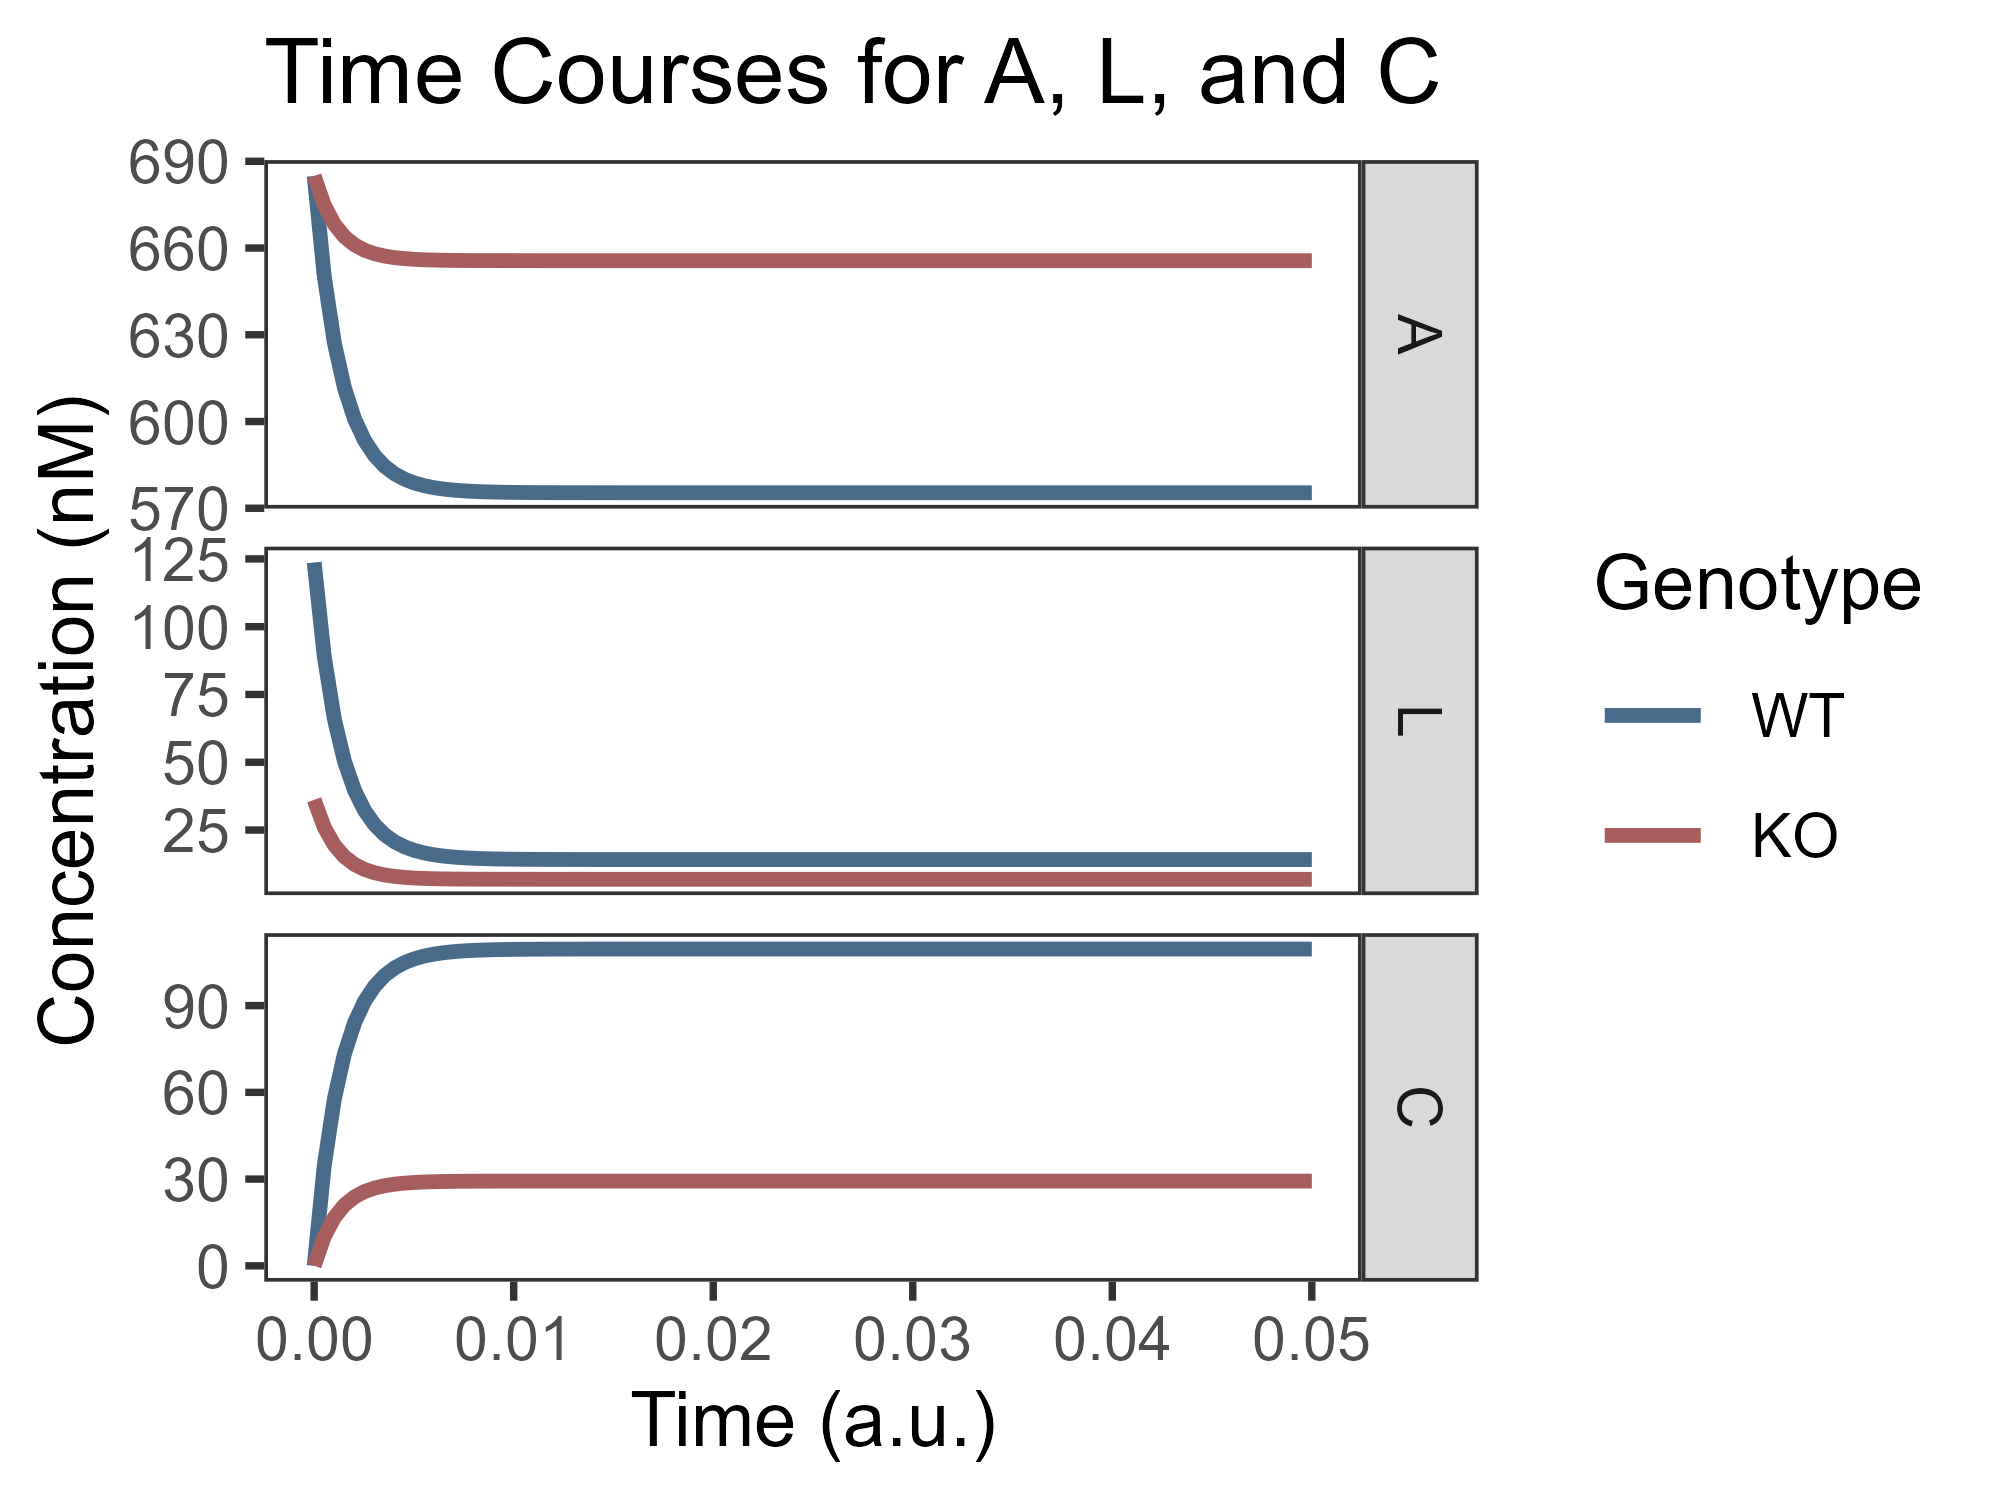 Time Courses for A, L, and C
Concentration (nM)
690
660
630
600
570
A
125
100
75
50
25
L
90
60
30
0
C
0.00 0.01 0.02 0.03 0.04 0.05
Time (a.u.)
Genotype
WT
KO